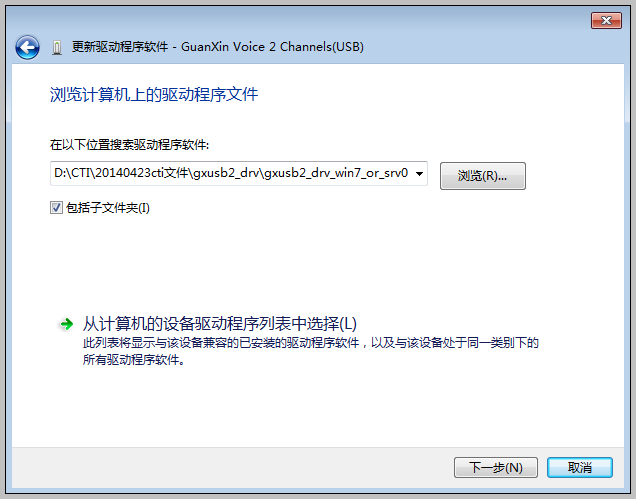 更新驱动程序软件 - GuanXin Voice 2 Channels(USB)
浏览计算机上的驱动程序文件
在以下位置搜索驱动程序软件:
D:\CTI\20140423cti文件\gxusb2_drv\gxusb2_drv_win7_or_srv0
浏览(R)...
包括子文件夹(I)
从计算机的设备驱动程序列表中选择(L)
此列表将显示与该设备兼容的已安装的驱动程序软件，以及与该设备处于同一类别下的
所有驱动程序软件。
下一步(N)
取消